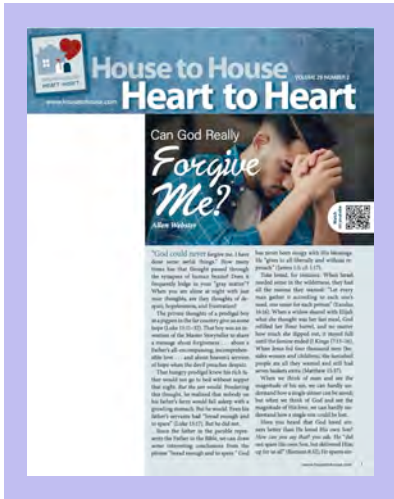 HEART HEART
House to House
VOLUME 29 NUMBER 2
www.housetohouse.com
Heart to Heart
Can God Really
Forgive
Me?
Allen Webster
"God could never forgive me. I have
done some awful things." How many
times has that thought passed through
the synapses of human brains? Does it
frequently lodge in your "gray matter"?
When you are alone at night with just
your thoughts, are they thoughts of de-
spair, hopelessness, and frustration?
The private thoughts of a prodigal boy
in a pigpen in the far country give us some
hope (Luke 15:11–32). That boy was an in-
vention of the Master Storyteller to share
a message about forgiveness . . . about a
Father's all-encompassing, incomprehen-
sible love . . . and about heaven's servings
of hope when the devil preaches despair.
That hungry prodigal knew his rich fa-
ther would not go to bed without supper
that night. But she pet would. Pondering
this thought, he realized that nobody on
his father's farm would fall asleep with a
growling stomach. But he would. Even his
father's servants had "bread enough and
to spare" (Luke 15:17). But he did not.
Since the father in the parable repre-
sents the Father in the Bible, we can draw
some interesting conclusions from the
phrase "bread enough and to spare." God
has never been stingy with His blessings.
He "gives to all liberally and without re-
proach" (James 1:5; cf. 1:17).
Take bread, for instance. When Israel
needed some in the wilderness, they had
all the manna they wanted: "Let every
man gather it according to each one's
need, one omer for each person" (Exodus
16:16). When a widow shared with Elijah
what she thought was her last meal, God
refilled her flour barrel, and no matter
how much she dipped out, it stayed full
until the famine ended (1 Kings 17:11–16).
When Jesus fed four thousand men (be-
sides women and children), the famished
people ate all they wanted and still had
seven baskets extra (Matthew 15:37).
When we think of man and see the
magnitude of his sin, we can hardly un-
derstand how a single sinner can be saved;
but when we think of God and see the
magnitude of His love, we can hardly un-
derstand how a single one could be lost.
Have you heard that God loved sin-
ners better than He loved His own Son?
How can you say that? you ask. He "did
not spare His own Son, but delivered Him
up for us all" (Romans 8:32). He spares sin-
www.housetohouse.com
1